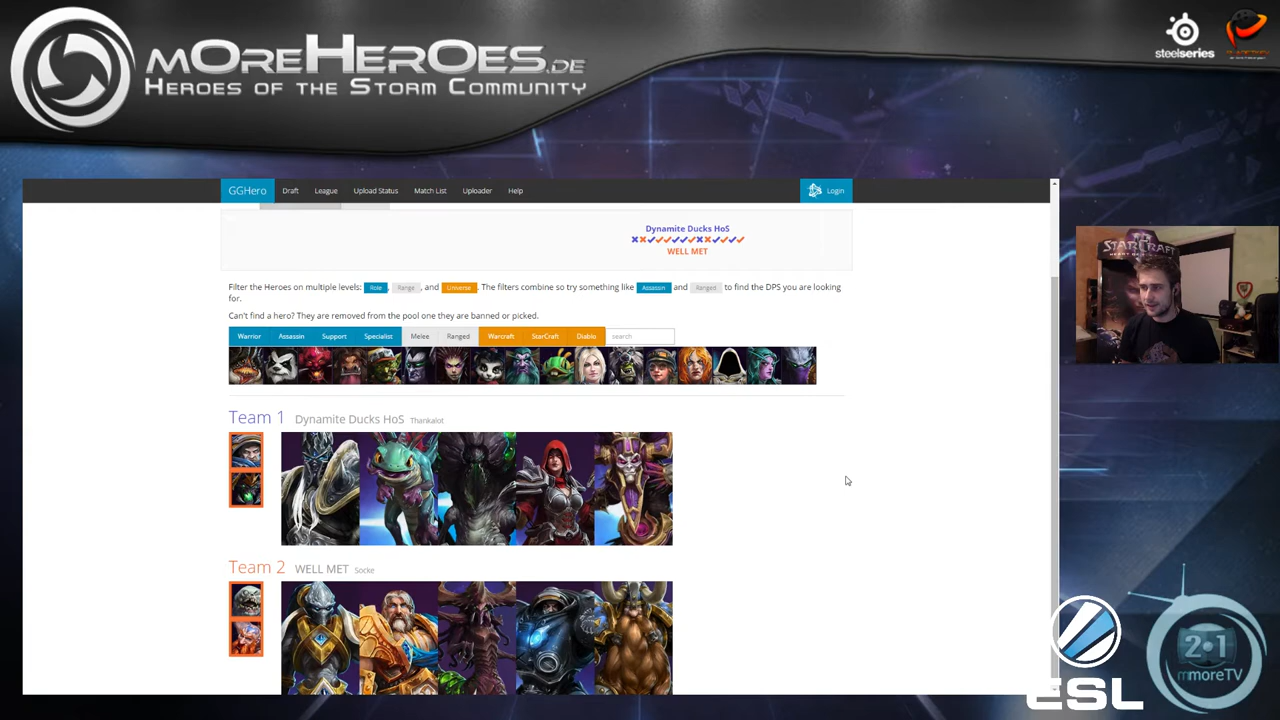 mOreHerOes.de
Heroes of the Storm Community
steelseries
GGHero Draft League Upload Status Match List Uploader Help Login
Dynamite Ducks HoS
WELL MET
Filter the Heroes on multiple levels: Role, Range, and Universe. The filters combine so try something like Assassin and Ranged to find the DPS you are looking
for.
Can't find a hero? They are removed from the pool one they are banned or picked.
Warrior Assassin Support Specialist Melee Ranged Warcraft StarCraft Diablo search
Team 1 Dynamite Ducks HoS Thankalot
Team 2 WELL MET Socke
STARCRAFT
2·1
mmoreTV
ESL